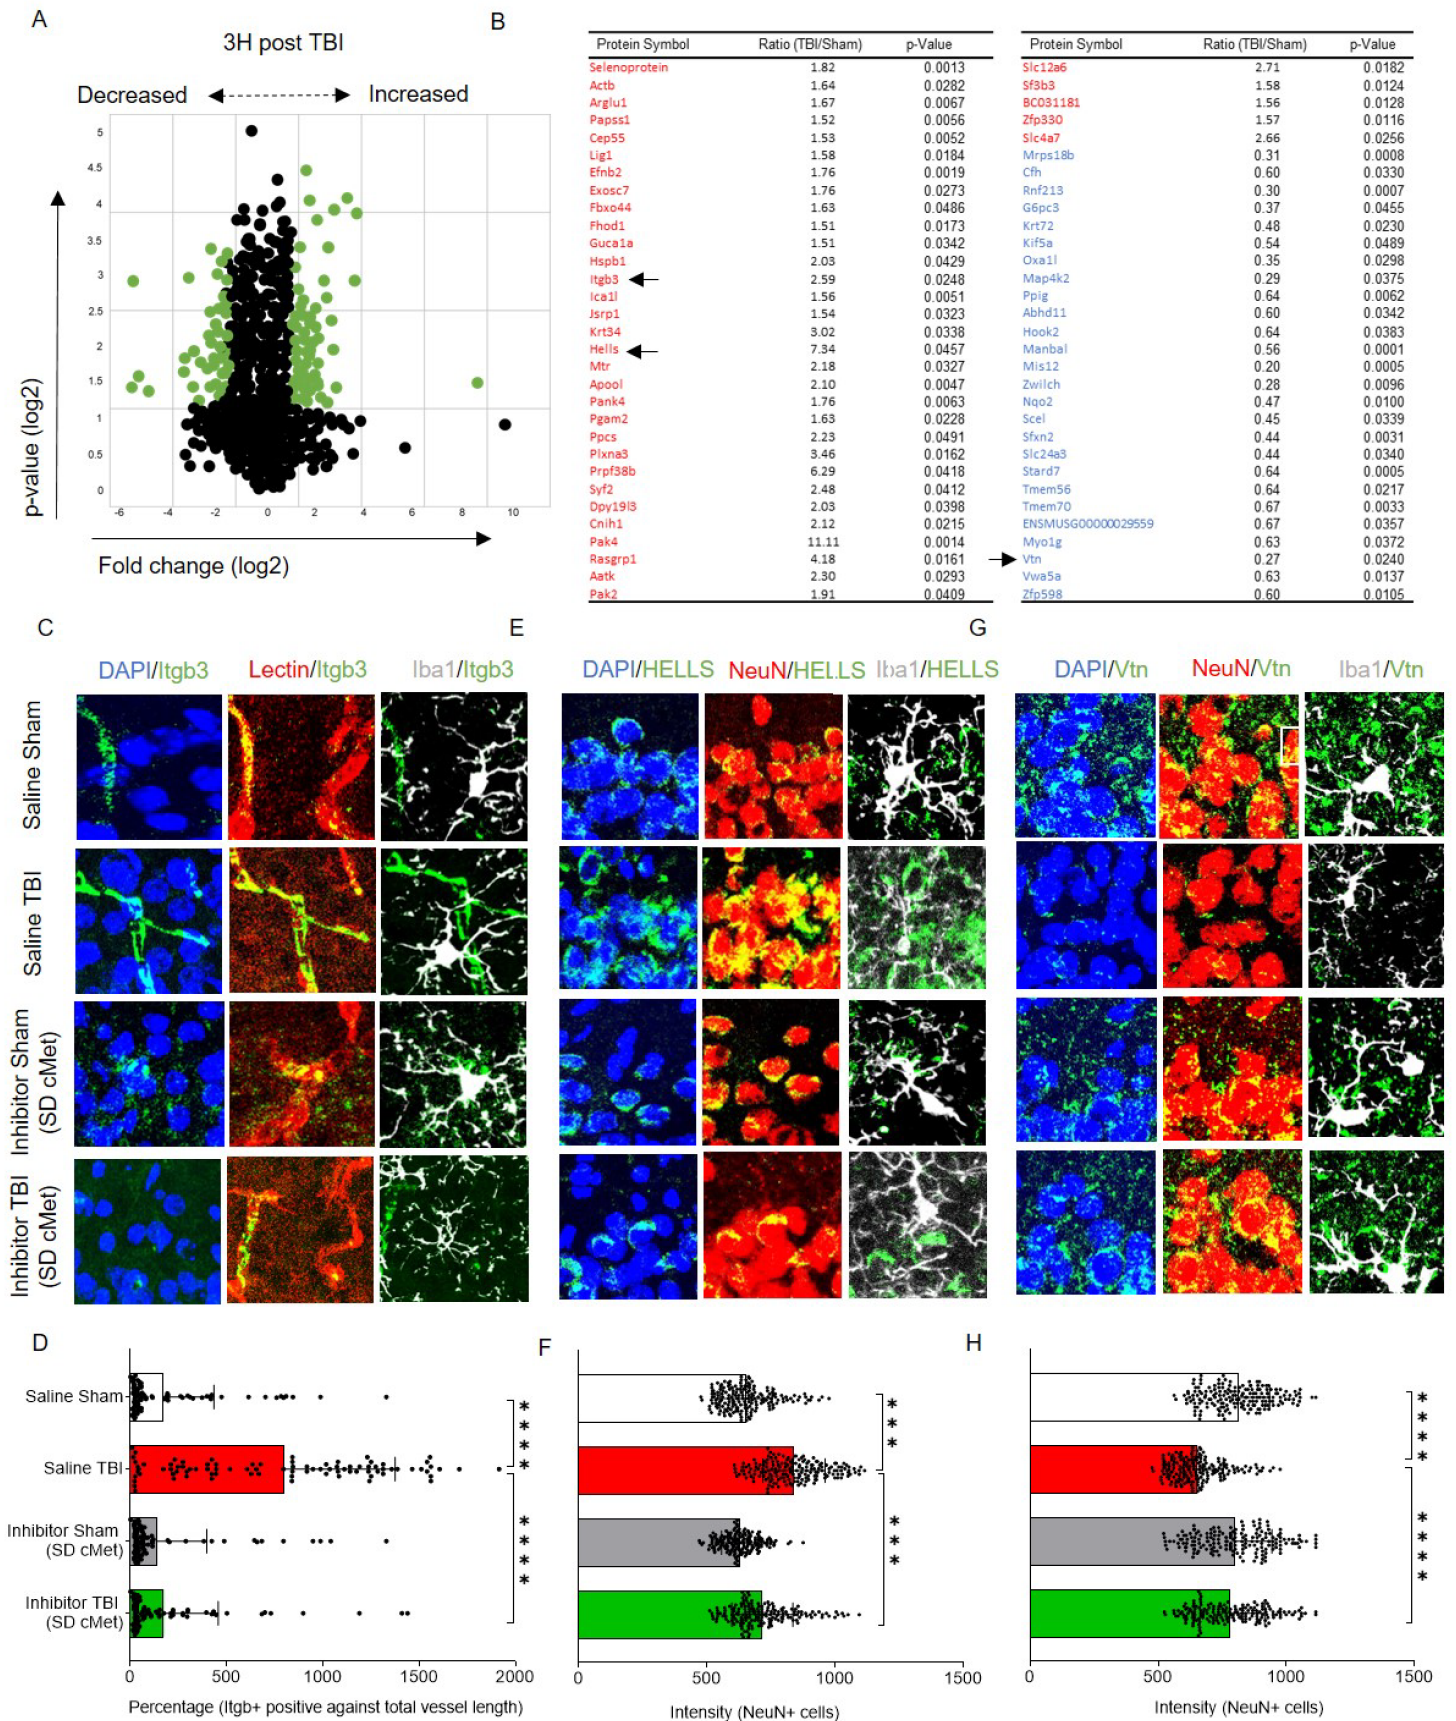 A
3H post TBI
Decreased
Increased
5
4.5
4
3.5
3
2.5
2
1.5
1
0.5
0
-6
-4
-2
0
2
4
6
8
10
p-value (log2)
Fold change (log2)
B
Protein Symbol Ratio (TBI/Sham) p-Value
Selenoprotein 1.82 0.0013
Actb 1.64 0.0282
Arglu1 1.67 0.0067
Papss1 1.52 0.0056
Cep55 1.53 0.0052
Lig1 1.58 0.0184
Efnb2 1.76 0.0019
Exosc7 1.76 0.0273
Fbxo44 1.63 0.0486
Fhod1 1.51 0.0173
Guca1a 1.51 0.0342
Hspb1 2.03 0.0429
Itgb3 2.59 0.0248
Ica1l 1.56 0.0051
Jsrp1 1.54 0.0323
Krt34 3.02 0.0338
Hells 7.34 0.0457
Mtr 2.18 0.0327
Apool 2.10 0.0047
Pank4 1.76 0.0063
Pgam2 1.63 0.0228
Ppcs 2.23 0.0491
Plxna3 3.46 0.0162
Prpf38b 6.29 0.0418
Syf2 2.48 0.0412
Dpy19l3 2.03 0.0398
Cnih1 2.12 0.0215
Pak4 11.11 0.0014
Rasgrp1 4.18 0.0161
Aatk 2.30 0.0293
Pak2 1.91 0.0409
Protein Symbol Ratio (TBI/Sham) p-Value
Slc12a6 2.71 0.0182
Sf3b3 1.58 0.0124
BC031181 1.56 0.0128
Zfp330 1.57 0.0116
Slc4a7 2.66 0.0256
Mrps18b 0.31 0.0008
Cfh 0.60 0.0330
Rnf213 0.30 0.0007
G6pc3 0.37 0.0455
Krt72 0.48 0.0230
Kif5a 0.54 0.0489
Oxa1l 0.35 0.0298
Map4k2 0.29 0.0375
Ppig 0.64 0.0062
Abhd11 0.60 0.0342
Hook2 0.64 0.0383
Manbal 0.56 0.0001
Mis12 0.20 0.0005
Zwilch 0.28 0.0096
Nqo2 0.47 0.0100
Scel 0.45 0.0339
Sfxn2 0.44 0.0031
Slc24a3 0.44 0.0340
Stard7 0.64 0.0005
Tmem56 0.64 0.0217
Tmem70 0.67 0.0033
ENSMUSG00000029559 0.67 0.0357
Myo1g 0.63 0.0372
Vtn 0.27 0.0240
Vwa5a 0.63 0.0137
Zfp598 0.60 0.0105
C
DAPI/Itgb3 Lectin/Itgb3 Iba1/Itgb3
E
DAPI/HELLS NeuN/HELLS Iba1/HELLS
G
DAPI/Vtn NeuN/Vtn Iba1/Vtn
Saline Sham
Saline TBI
Inhibitor Sham
(SD cMet)
Inhibitor TBI
(SD cMet)
D
Saline Sham
Saline TBI
Inhibitor Sham
(SD cMet)
Inhibitor TBI
(SD cMet)
****
****
0 500 1000 1500 2000
Percentage (Itgb+ positive against total vessel length)
F
***
***
0 500 1000 1500
Intensity (NeuN+ cells)
H
****
****
0 500 1000 1500
Intensity (NeuN+ cells)